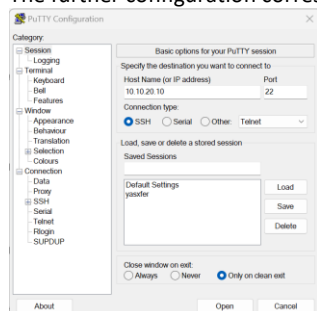 The further configuration corres
PuTTY Configuration
Category:
Session
Logging
Terminal
Keyboard
Bell
Features
Window
Appearance
Behaviour
Translation
Selection
Colours
Connection
Data
Proxy
SSH
Serial
Telnet
Rlogin
SUPDUP
Basic options for your PuTTY session
Specify the destination you want to connect to
Host Name (or IP address) Port
10.10.20.10 22
Connection type:
SSH Serial Other: Telnet
Load, save or delete a stored session
Saved Sessions
Default Settings
yasxfer
Load
Save
Delete
Close window on exit:
Always Never Only on clean exit
About Open Cancel